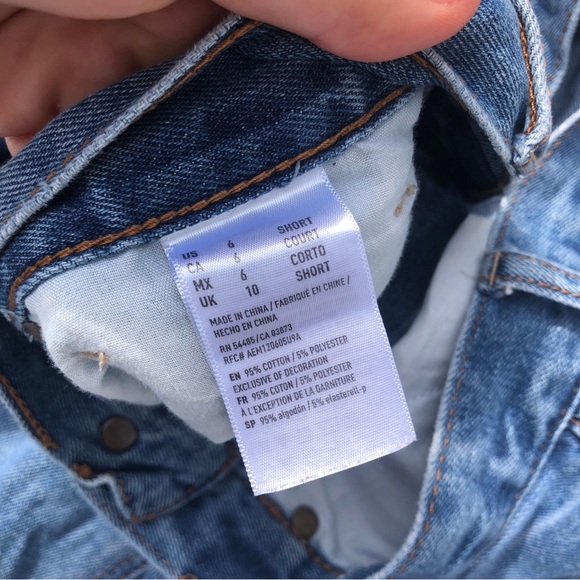 US 6 SHORT
CA 6 COURT
MX 6 CORTO
UK 10 SHORT
MADE IN CHINA / FABRIQUÉ EN CHINE /
HECHO EN CHINA
RN 54485 / CA 03873
RFC# AEM120605U9A
EN 95% COTTON / 5% POLYESTER
EXCLUSIVE OF DECORATION
FR 95% COTTON / 5% POLYESTER
À L'EXCEPTION DE LA GARNITURE
SP 95% algodón / 5% elasterell-p